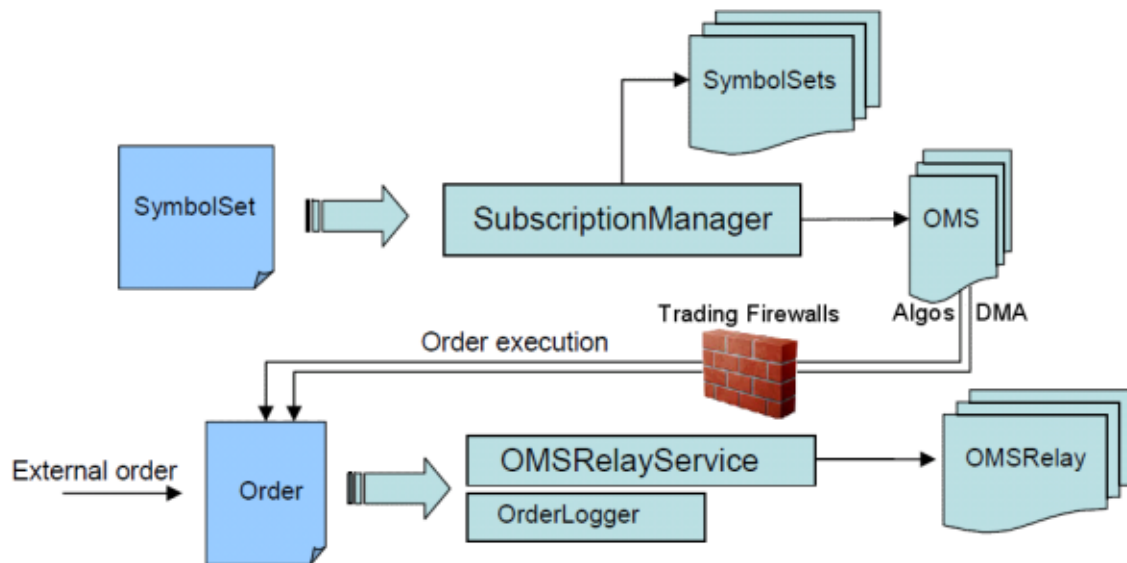 SymbolSets
SymbolSet
SubscriptionManager
OMS
Trading Firewalls
Algos
DMA
Order execution
External order
Order
OMSRelayService
OMSRelay
OrderLogger